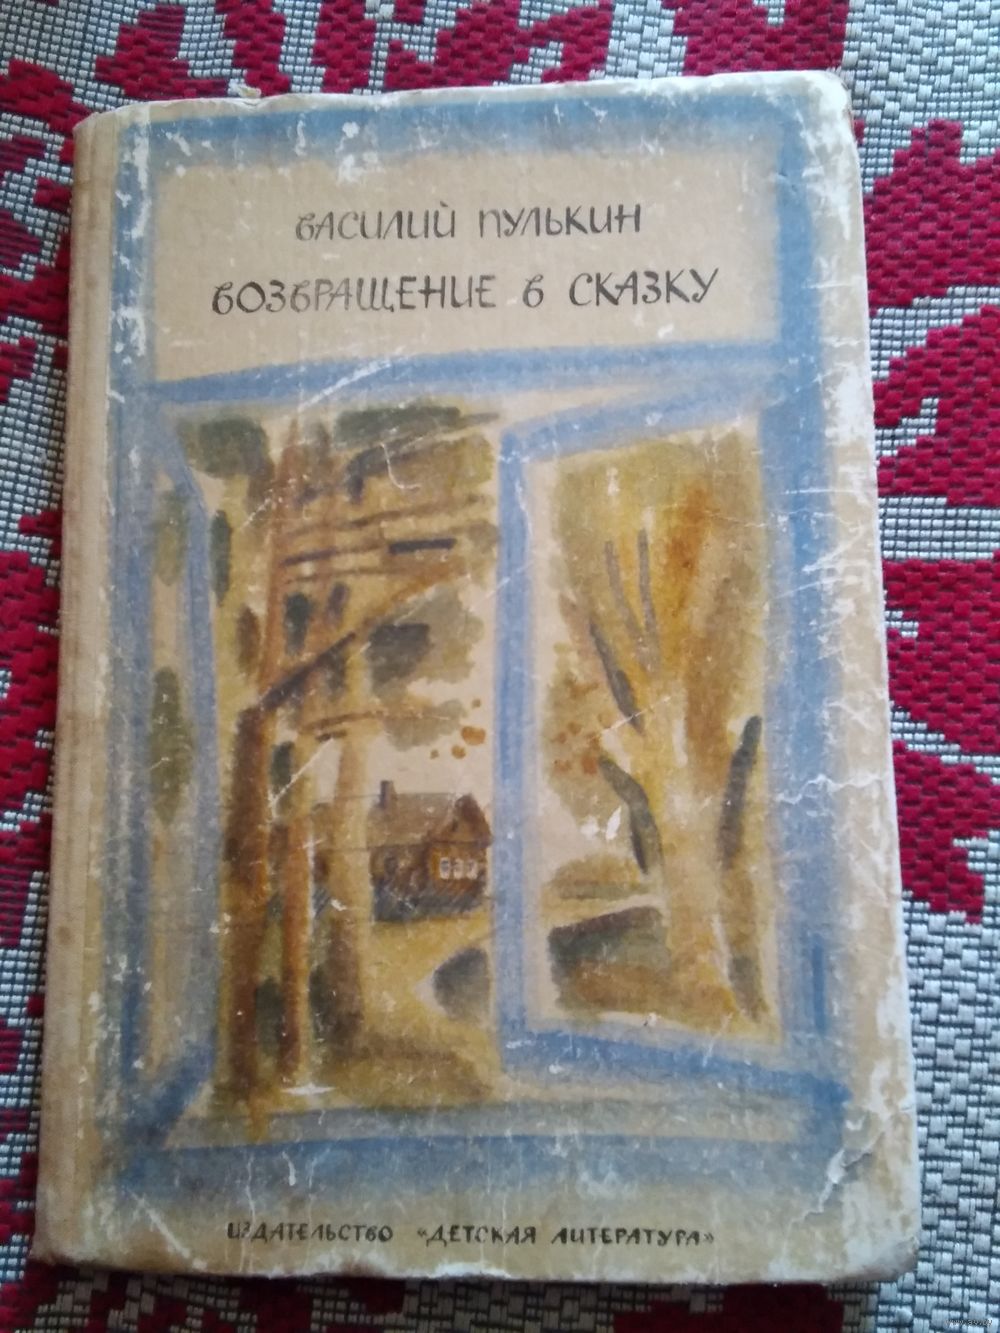 ВАСИЛИЙ ПУЛЬКИН
ВОЗВРАЩЕНИЕ В СКАЗКУ
ИЗДАТЕЛЬСТВО «ДЕТСКАЯ ЛИТЕРАТУРА»